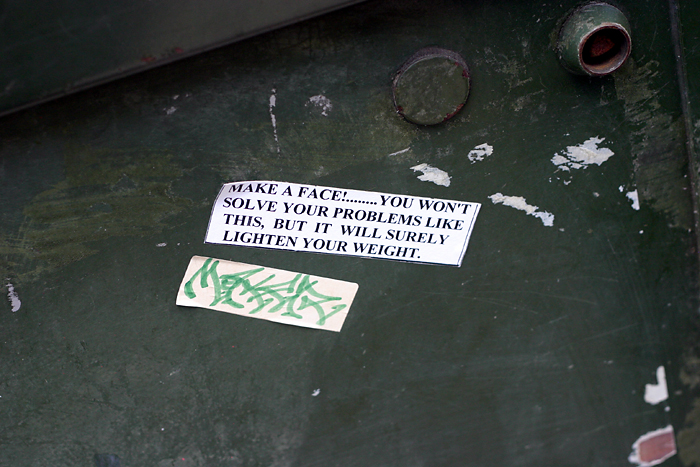 MAKE A FACE!........YOU WON'T
SOLVE YOUR PROBLEMS LIKE
THIS, BUT IT WILL SURELY
LIGHTEN YOUR WEIGHT.